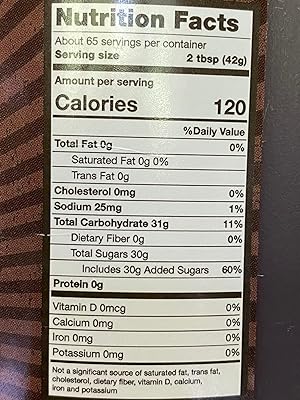 Nutrition Facts
About 65 servings per container
Serving size 2 tbsp (42g)
Amount per serving
Calories 120
%Daily Value
Total Fat 0g 0%
Saturated Fat 0g 0%
Trans Fat 0g
Cholesterol 0mg 0%
Sodium 25mg 1%
Total Carbohydrate 31g 11%
Dietary Fiber 0g 0%
Total Sugars 30g
Includes 30g Added Sugars 60%
Protein 0g
Vitamin D 0mcg 0%
Calcium 0mg 0%
Iron 0mg 0%
Potassium 0mg 0%
Not a significant source of saturated fat, trans fat,
cholesterol, dietary fiber, vitamin D, calcium,
iron and potassium